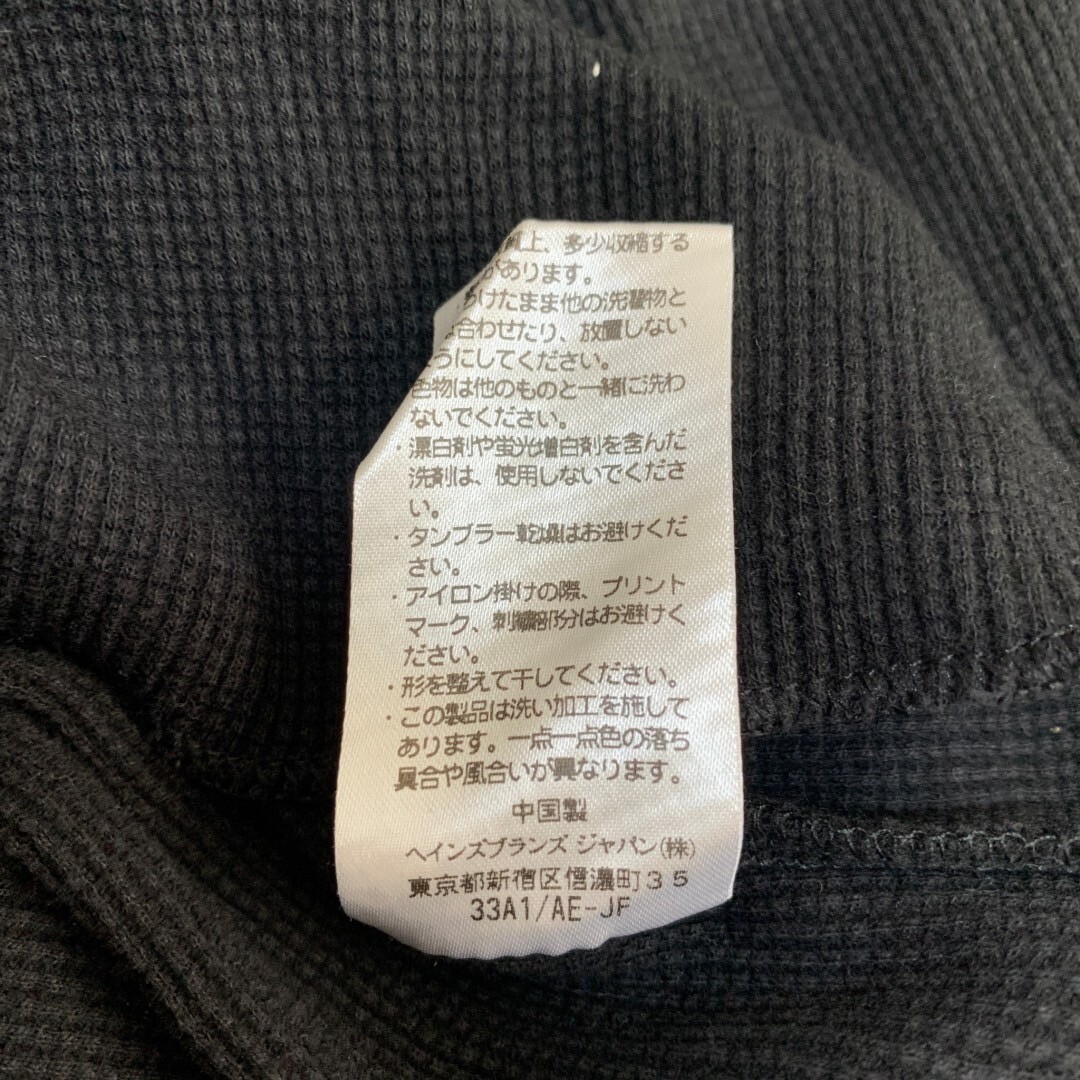 上、多少収縮する
があります。
けたまま他の洗濯物と
合わせたり、放置しない
うにしてください。
色物は他のものと一緒に洗わ
ないでください。
・漂白剤や蛍光増白剤を含んだ
洗剤は、使用しないでくださ
い。
・タンブラー乾燥はお避けくだ
さい。
・アイロン掛けの際、プリント
マーク、刺繍部分はお避けく
ださい。
・形を整えて干してください。
・この製品は洗い加工を施して
あります。一点一点色の落ち
具合や風合いが異なります。
中国製
ヘインズブランズ ジャパン(株)
東京都新宿区信濃町35
33A1/AE-JF